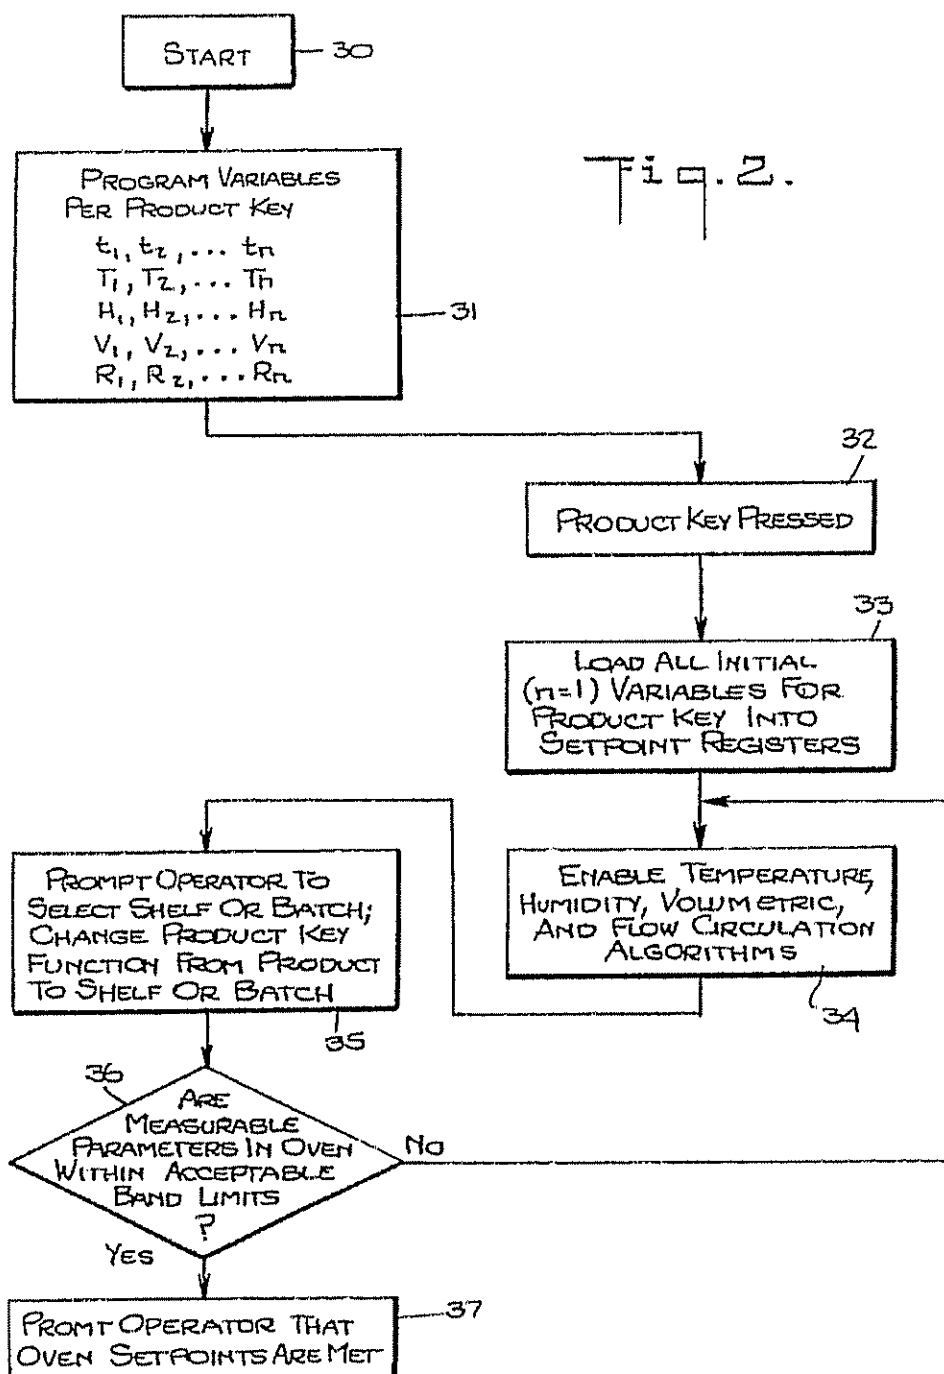 START
30
Fig. 2.
PROGRAM VARIABLES
PER PRODUCT KEY
t₁, t₂, ... tₙ
T₁, T₂, ... Tₙ
H₁, H₂, ... Hₙ
V₁, V₂, ... Vₙ
R₁, R₂, ... Rₙ
31
32
PRODUCT KEY PRESSED
33
LOAD ALL INITIAL
(n=1) VARIABLES FOR
PRODUCT KEY INTO
SETPOINT REGISTERS
ENABLE TEMPERATURE,
HUMIDITY, VOLUMETRIC,
AND FLOW CIRCULATION
ALGORITHMS
34
PROMPT OPERATOR TO
SELECT SHELF OR BATCH;
CHANGE PRODUCT KEY
FUNCTION FROM PRODUCT
TO SHELF OR BATCH
35
36
ARE
MEASURABLE
PARAMETERS IN OVEN
WITHIN ACCEPTABLE
BAND LIMITS
?
NO
YES
37
PROMT OPERATOR THAT
OVEN SETPOINTS ARE MET